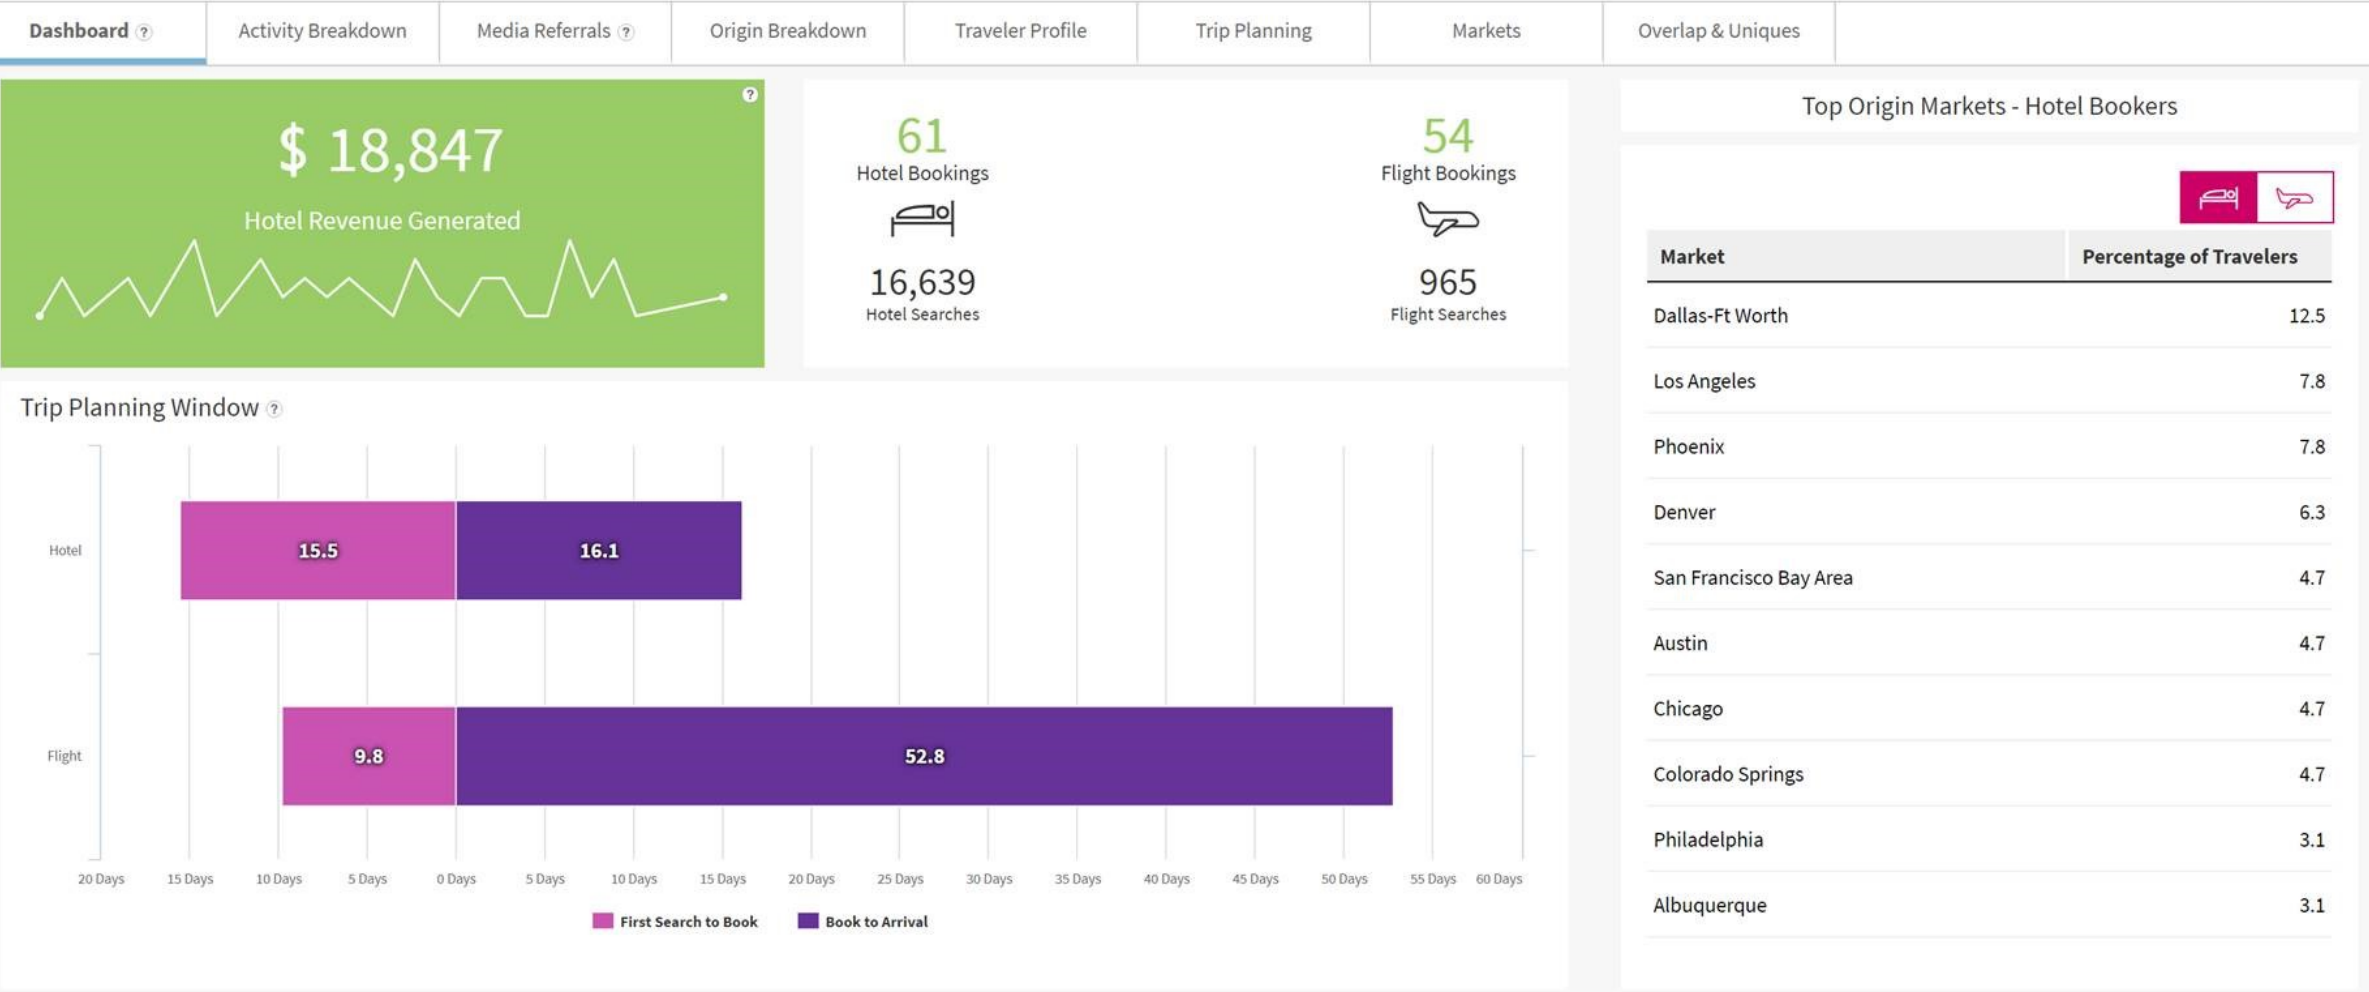 Dashboard ?
Activity Breakdown
Media Referrals ?
Origin Breakdown
Traveler Profile
Trip Planning
Markets
Overlap & Uniques
?
$ 18,847
Hotel Revenue Generated
61
Hotel Bookings
16,639
Hotel Searches
54
Flight Bookings
965
Flight Searches
Trip Planning Window ?
Hotel
15.5
16.1
Flight
9.8
52.8
20 Days 15 Days 10 Days 5 Days 0 Days 5 Days 10 Days 15 Days 20 Days 25 Days 30 Days 35 Days 40 Days 45 Days 50 Days 55 Days 60 Days
First Search to Book Book to Arrival
Top Origin Markets - Hotel Bookers
Market Percentage of Travelers
Dallas-Ft Worth 12.5
Los Angeles 7.8
Phoenix 7.8
Denver 6.3
San Francisco Bay Area 4.7
Austin 4.7
Chicago 4.7
Colorado Springs 4.7
Philadelphia 3.1
Albuquerque 3.1